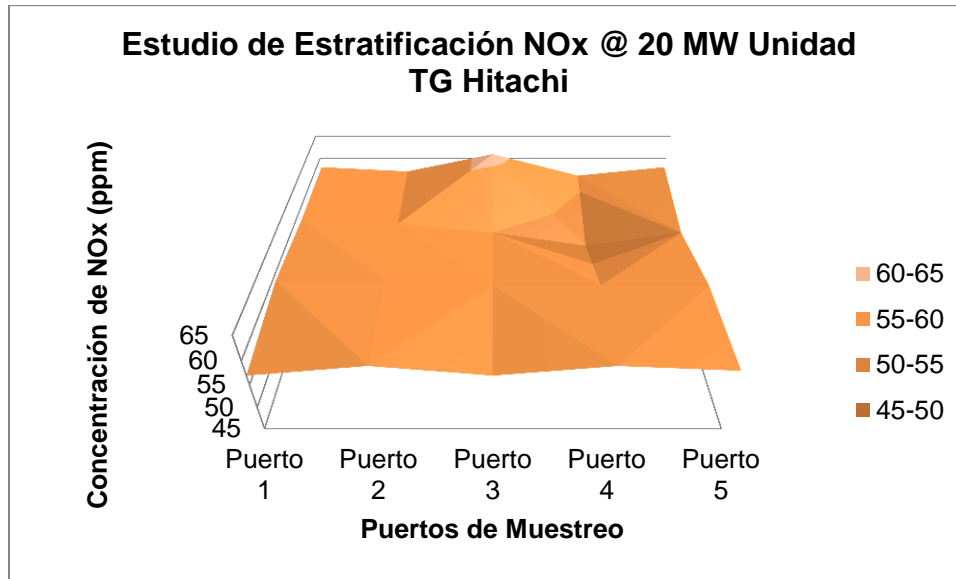 Estudio de Estratificación NOx @ 20 MW Unidad
TG Hitachi
Concentración de NOx (ppm)
65
60
55
50
45
Puerto 1
Puerto 2
Puerto 3
Puerto 4
Puerto 5
Puertos de Muestreo
60-65
55-60
50-55
45-50